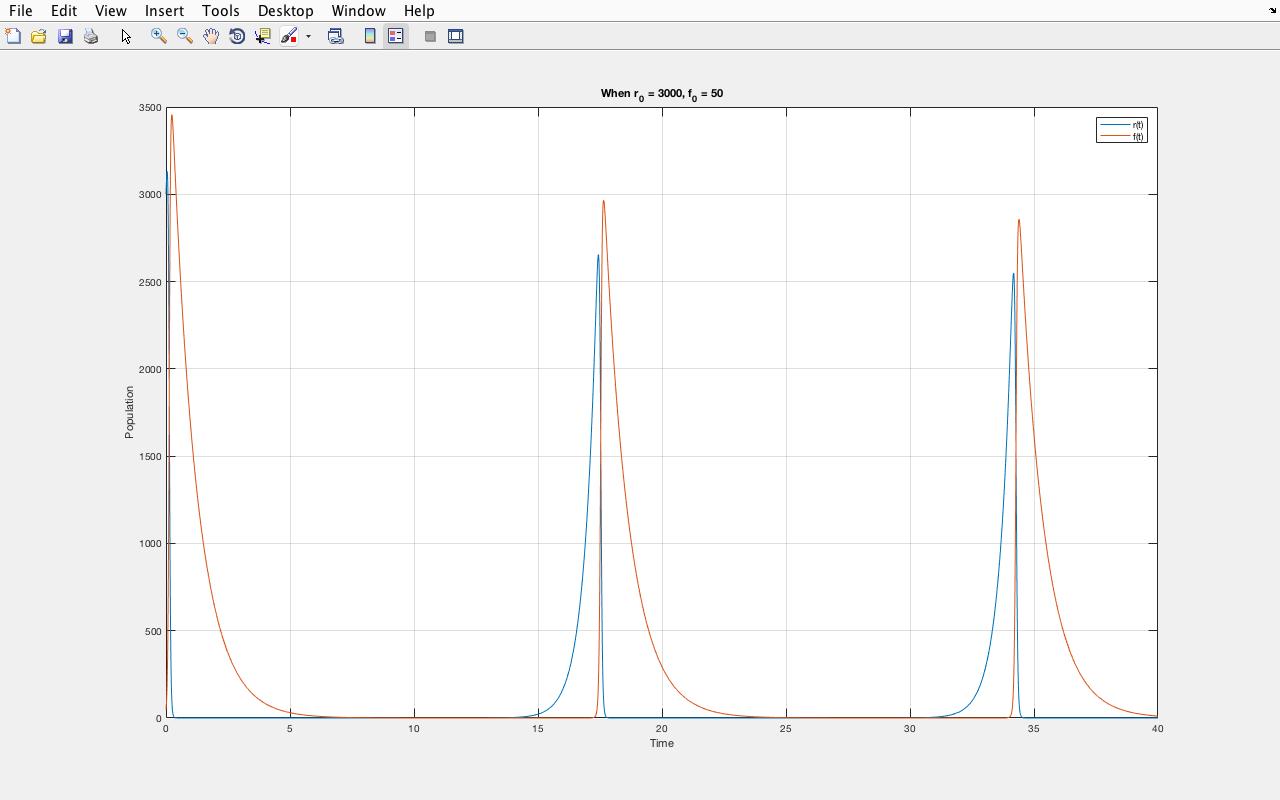 File Edit View Insert Tools Desktop Window Help
When r0 = 3000, f0 = 50
3500
r(t)
f(t)
3000
2500
2000
Population
1500
1000
500
0
0 5 10 15 20 25 30 35 40
Time